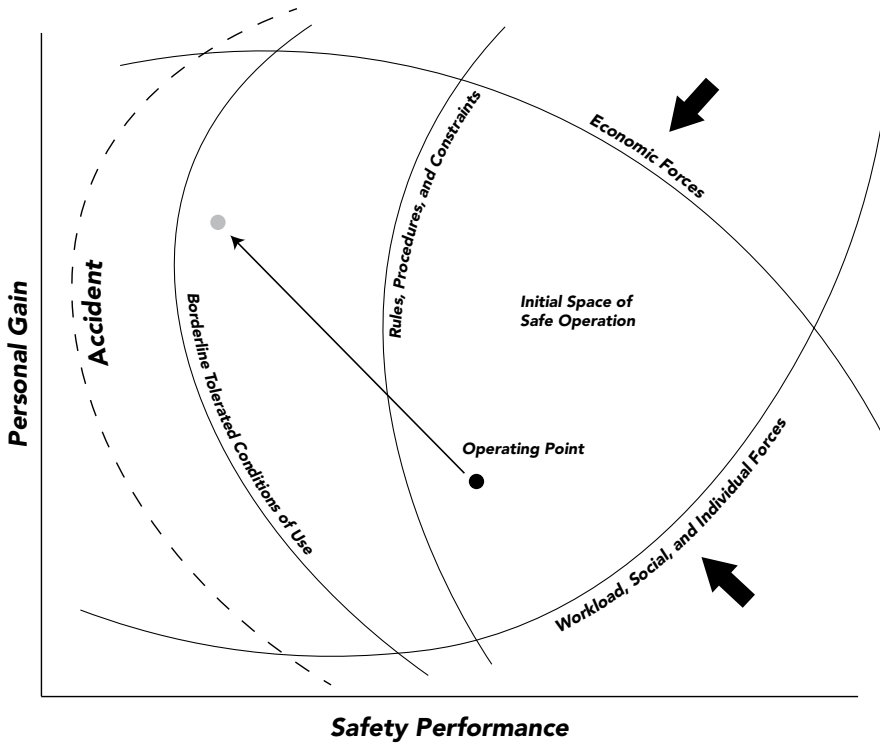 Economic Forces
Rules, Procedures, and Constraints
Accident
Personal Gain
Borderline Tolerated Conditions of Use
Initial Space of
Safe Operation
Operating Point
Workload, Social, and Individual Forces
Safety Performance